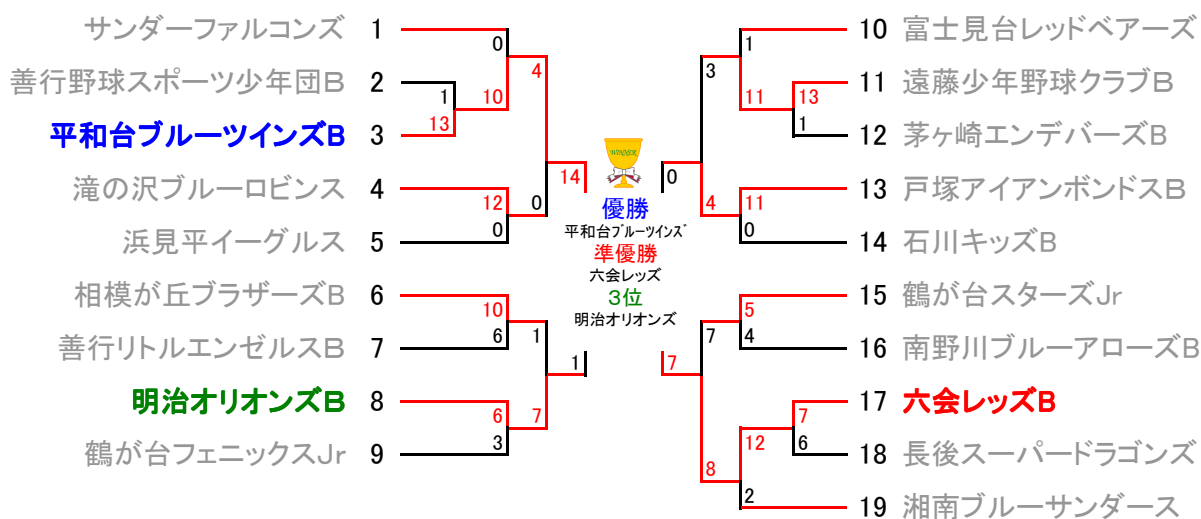 サンダーファルコンズ 1
0
4
善行野球スポーツ少年団B 2
1
10
平和台ブルーツインズB 3
13
滝の沢ブルーロビンス 4
12
0
14
浜見平イーグルス 5
0
相模が丘ブラザーズB 6
10
1
善行リトルエンゼルスB 7
6
1
明治オリオンズB 8
6
7
鶴が台フェニックスJr 9
3
WINNER
優勝
平和台ブルーツインズ
準優勝
六会レッズ
3位
明治オリオンズ
10 富士見台レッドベアーズ
1
3
11 遠藤少年野球クラブB
13
11
12 茅ヶ崎エンデバーズB
1
0
13 戸塚アイアンボンドスB
11
4
14 石川キッズB
0
15 鶴が台スターズJr
5
7
16 南野川ブルーアローズB
4
7
17 六会レッズB
7
12
18 長後スーパードラゴンズ
6
8
19 湘南ブルーサンダース
2